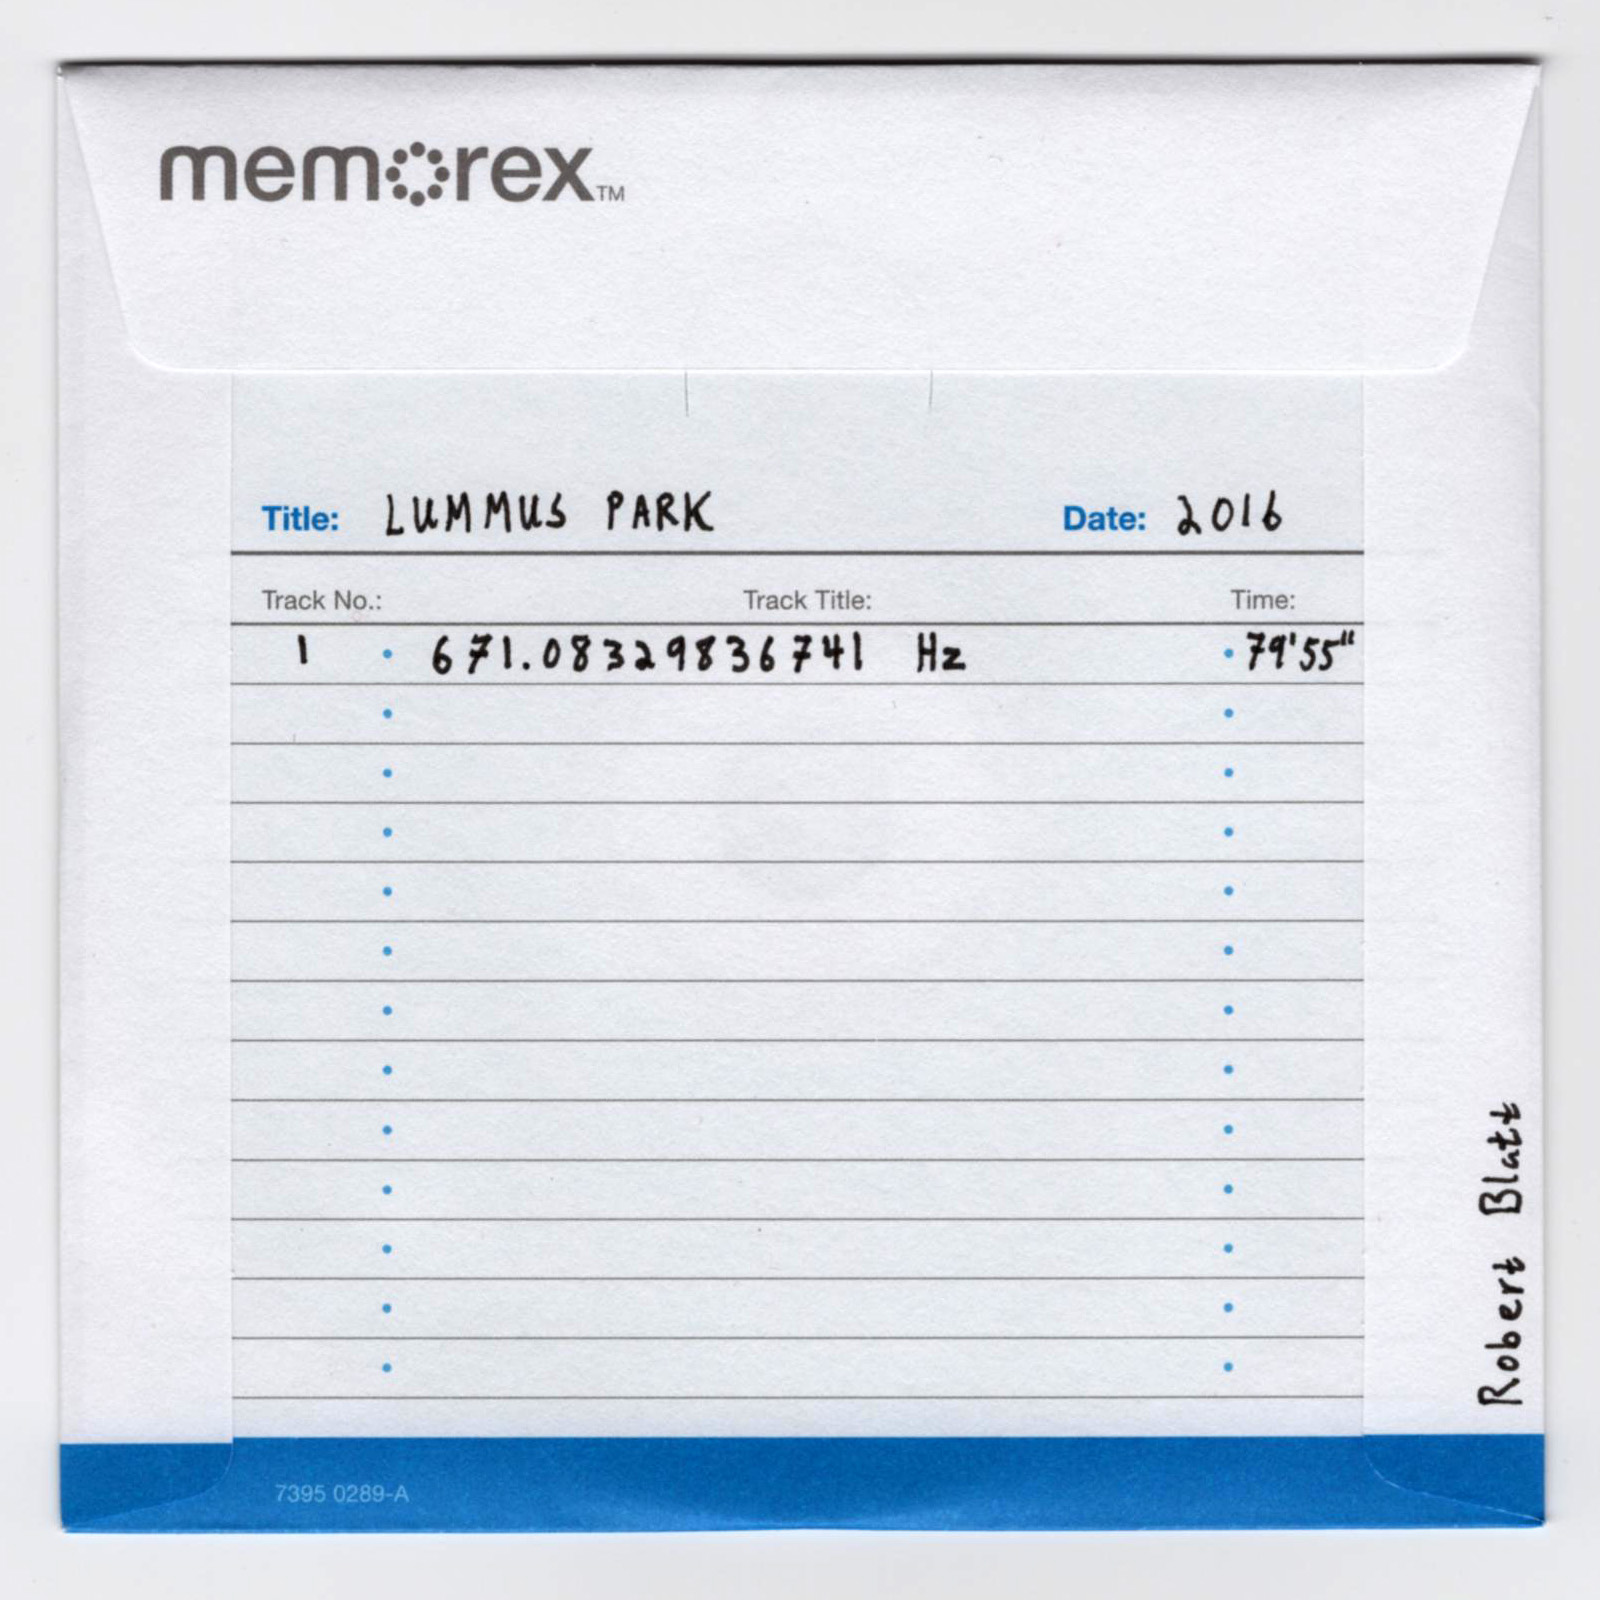 memorex™
Title: LUMMUS PARK Date: 2016
Track No.: Track Title: Time:
1 • 671.08329836741 Hz • 79'55"
Robert Blatt
7395 0289-A